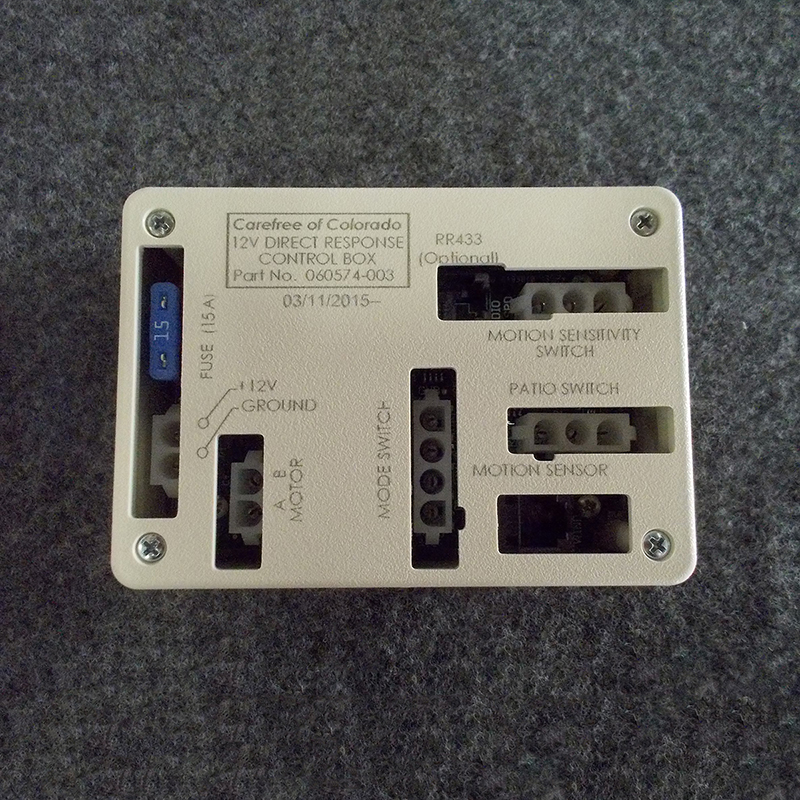 Carefree of Colorado
12V DIRECT RESPONSE
CONTROL BOX
Part No. 060574-003
03/11/2015–
RR433
(Optional)
MOTION SENSITIVITY
SWITCH
15
FUSE (15A)
+12V
GROUND
A B
MOTOR
MODE SWITCH
PATIO SWITCH
MOTION SENSOR